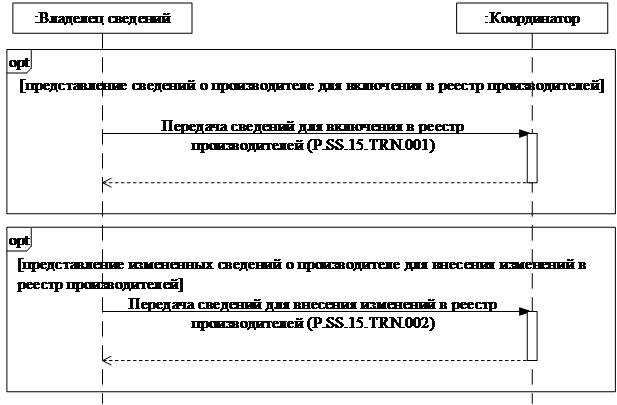 :Владелец сведений
:Координатор
opt
[представление сведений о производителе для включения в реестр производителей]
Передача сведений для включения в реестр
производителей (P.SS.15.TRN.001)
opt
[представление измененных сведений о производителе для внесения изменений в
реестр производителей]
Передача сведений для внесения изменений в реестр
производителей (P.SS.15.TRN.002)